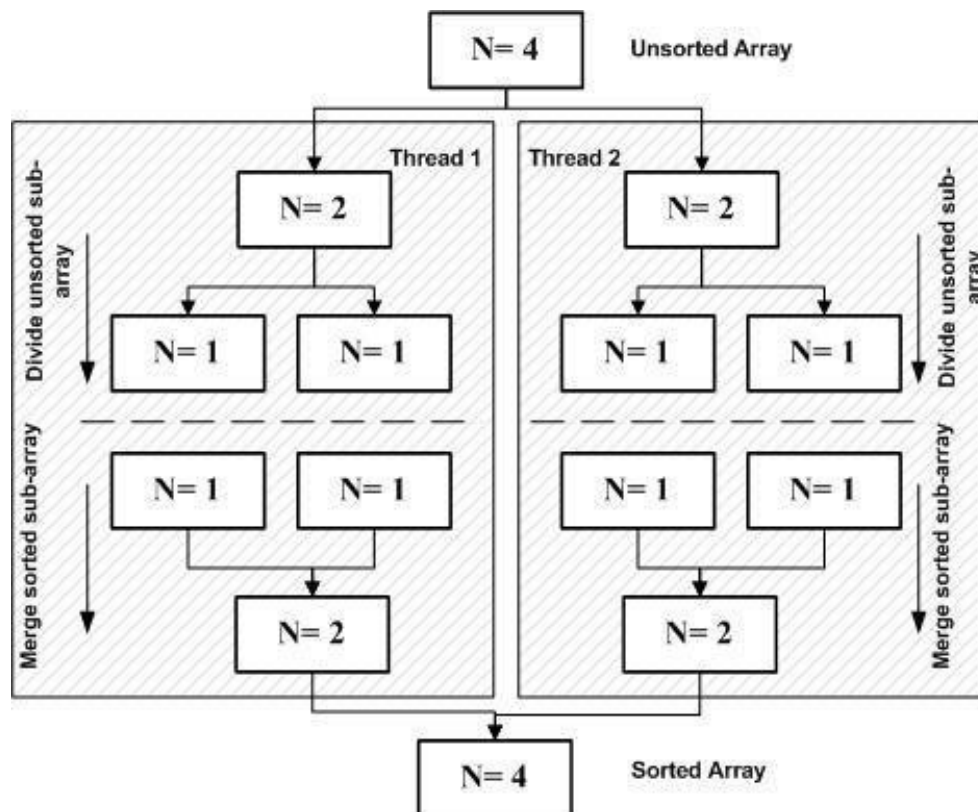 N= 4
Unsorted Array
Thread 1
Thread 2
N= 2
N= 2
Divide unsorted sub-
array
N= 1
N= 1
N= 1
N= 1
Divide unsorted sub-
array
Merge sorted sub-array
N= 1
N= 1
N= 1
N= 1
Merge sorted sub-array
N= 2
N= 2
N= 4
Sorted Array